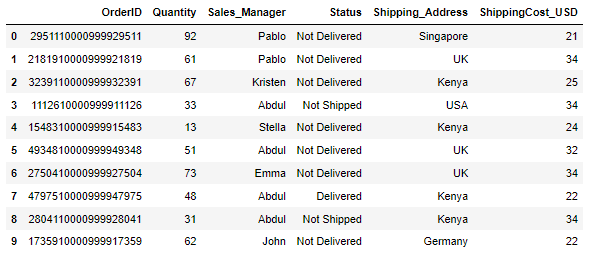 OrderID Quantity Sales_Manager Status Shipping_Address ShippingCost_USD
0 2951110000999929511 92 Pablo Not Delivered Singapore 21
1 2181910000999921819 61 Pablo Not Delivered UK 34
2 3239110000999932391 67 Kristen Not Delivered Kenya 25
3 1112610000999911126 33 Abdul Not Shipped USA 34
4 1548310000999915483 13 Stella Not Delivered Kenya 24
5 4934810000999949348 51 Abdul Not Delivered UK 32
6 2750410000999927504 73 Emma Not Delivered UK 34
7 4797510000999947975 48 Abdul Delivered Kenya 22
8 2804110000999928041 31 Abdul Not Shipped Kenya 34
9 1735910000999917359 62 John Not Delivered Germany 22